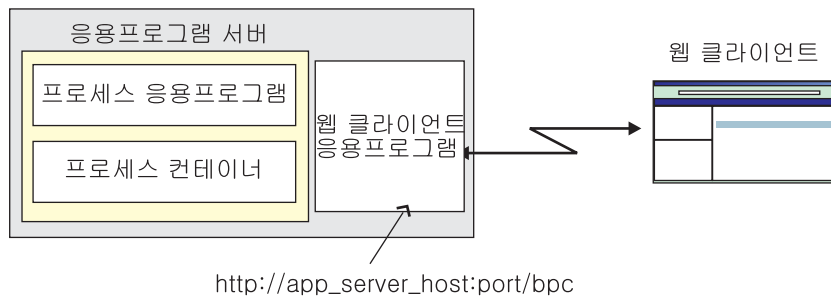 응용프로그램 서버
프로세스 응용프로그램
프로세스 컨테이너
웹 클라이언트
응용프로그램
웹 클라이언트
http://app_server_host:port/bpc